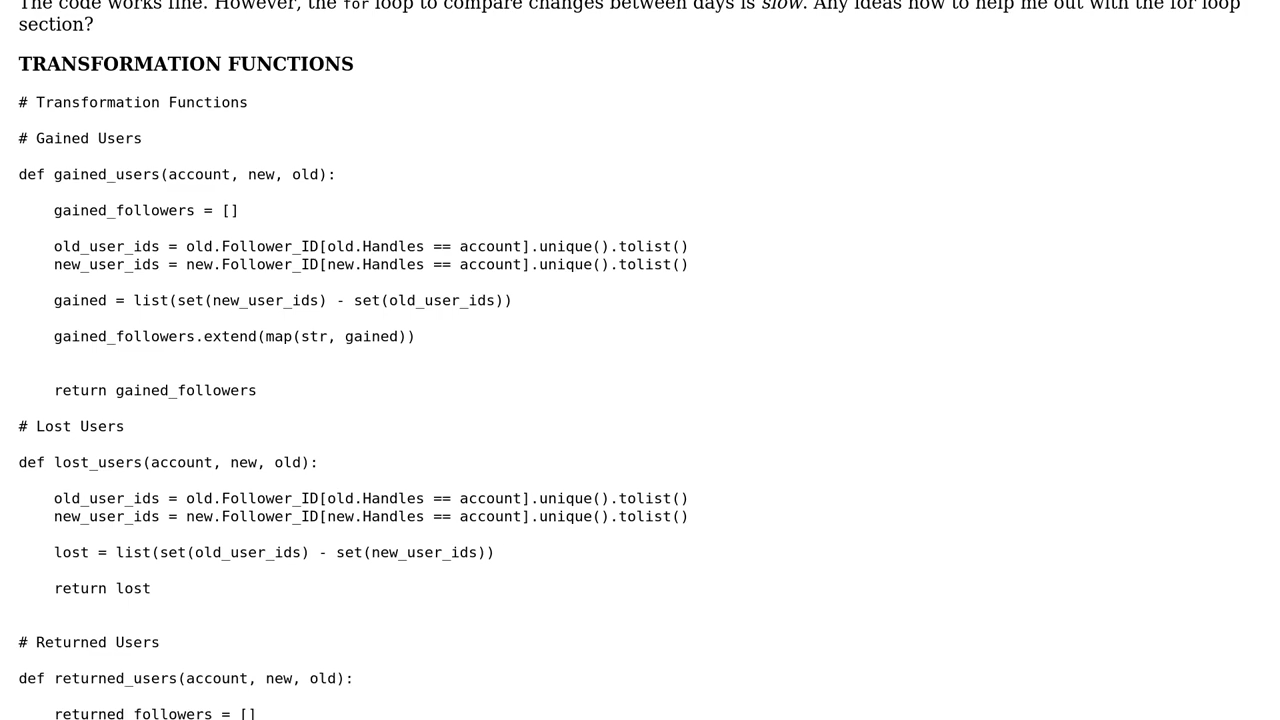 The code works fine. However, the for loop to compare changes between days is slow. Any ideas how to help me out with the for loop
section?
TRANSFORMATION FUNCTIONS
# Transformation Functions
# Gained Users
def gained_users(account, new, old):
    gained_followers = []
    old_user_ids = old.Follower_ID[old.Handles == account].unique().tolist()
    new_user_ids = new.Follower_ID[new.Handles == account].unique().tolist()
    gained = list(set(new_user_ids) - set(old_user_ids))
    gained_followers.extend(map(str, gained))
    return gained_followers
# Lost Users
def lost_users(account, new, old):
    old_user_ids = old.Follower_ID[old.Handles == account].unique().tolist()
    new_user_ids = new.Follower_ID[new.Handles == account].unique().tolist()
    lost = list(set(old_user_ids) - set(new_user_ids))
    return lost
# Returned Users
def returned_users(account, new, old):
    returned_followers = []